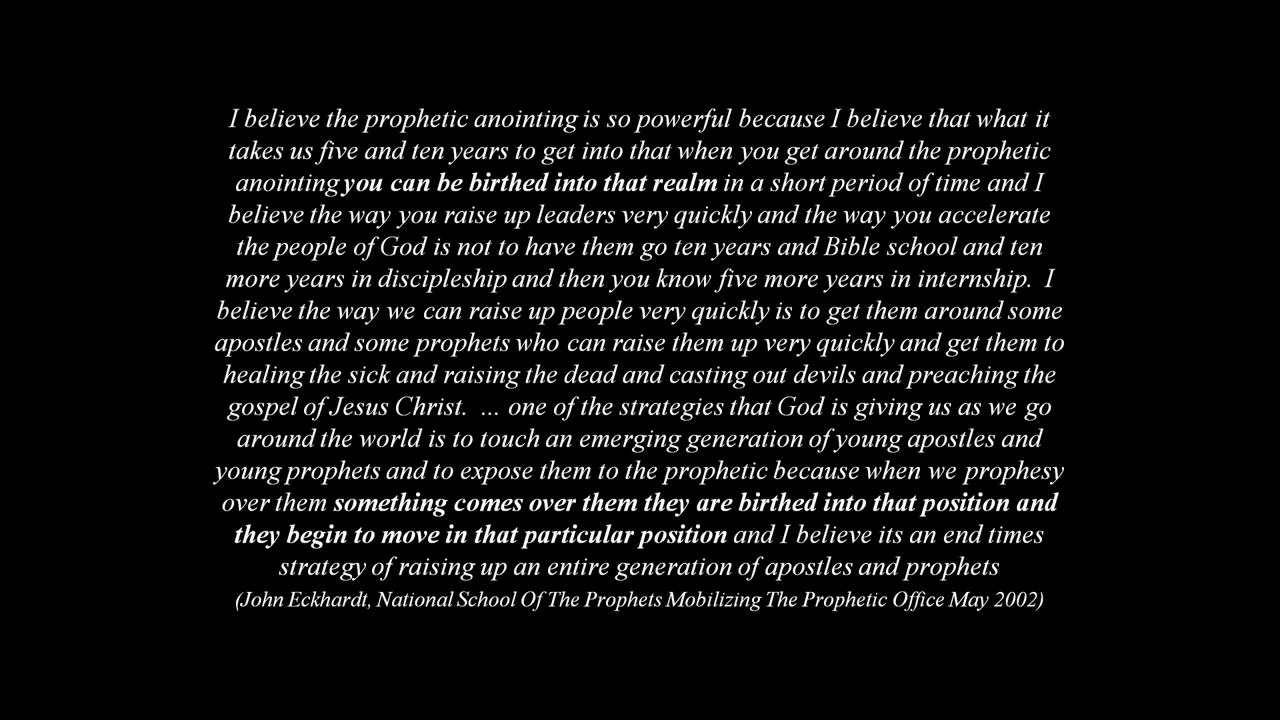 I believe the prophetic anointing is so powerful because I believe that what it
takes us five and ten years to get into that when you get around the prophetic
anointing you can be birthed into that realm in a short period of time and I
believe the way you raise up leaders very quickly and the way you accelerate
the people of God is not to have them go ten years and Bible school and ten
more years in discipleship and then you know five more years in internship.  I
believe the way we can raise up people very quickly is to get them around some
apostles and some prophets who can raise them up very quickly and get them to
healing the sick and raising the dead and casting out devils and preaching the
gospel of Jesus Christ.  ... one of the strategies that God is giving us as we go
around the world is to touch an emerging generation of young apostles and
young prophets and to expose them to the prophetic because when we prophesy
over them something comes over them they are birthed into that position and
they begin to move in that particular position and I believe its an end times
strategy of raising up an entire generation of apostles and prophets
(John Eckhardt, National School Of The Prophets Mobilizing The Prophetic Office May 2002)